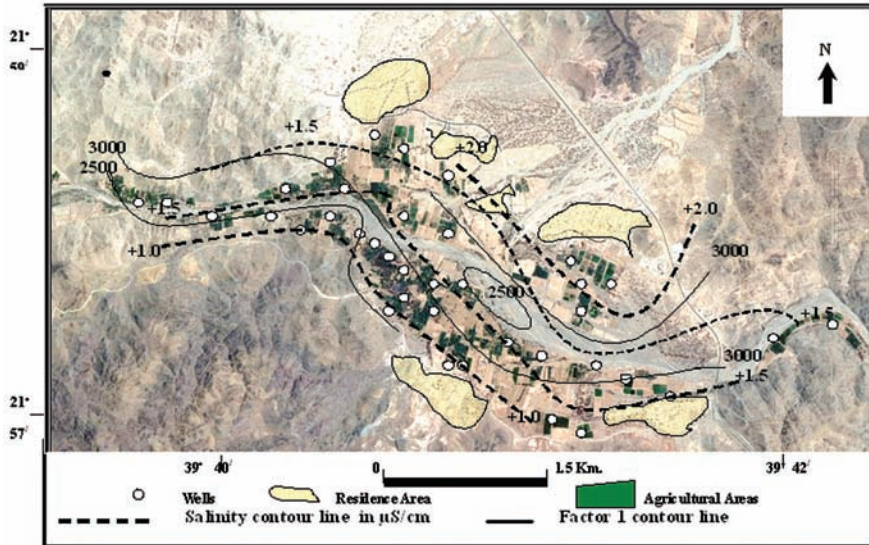 21°
40/
N
+1.5
+2.0
3000
2500
+1.5
+2.0
+1.0
3000
2500
+1.5
3000
+1.5
+1.0
21°
57/
39° 40/
0
1.5 Km.
39° 42/
Wells
Residence Area
Agricultural Areas
Salinity contour line in µS/cm
Factor 1 contour line